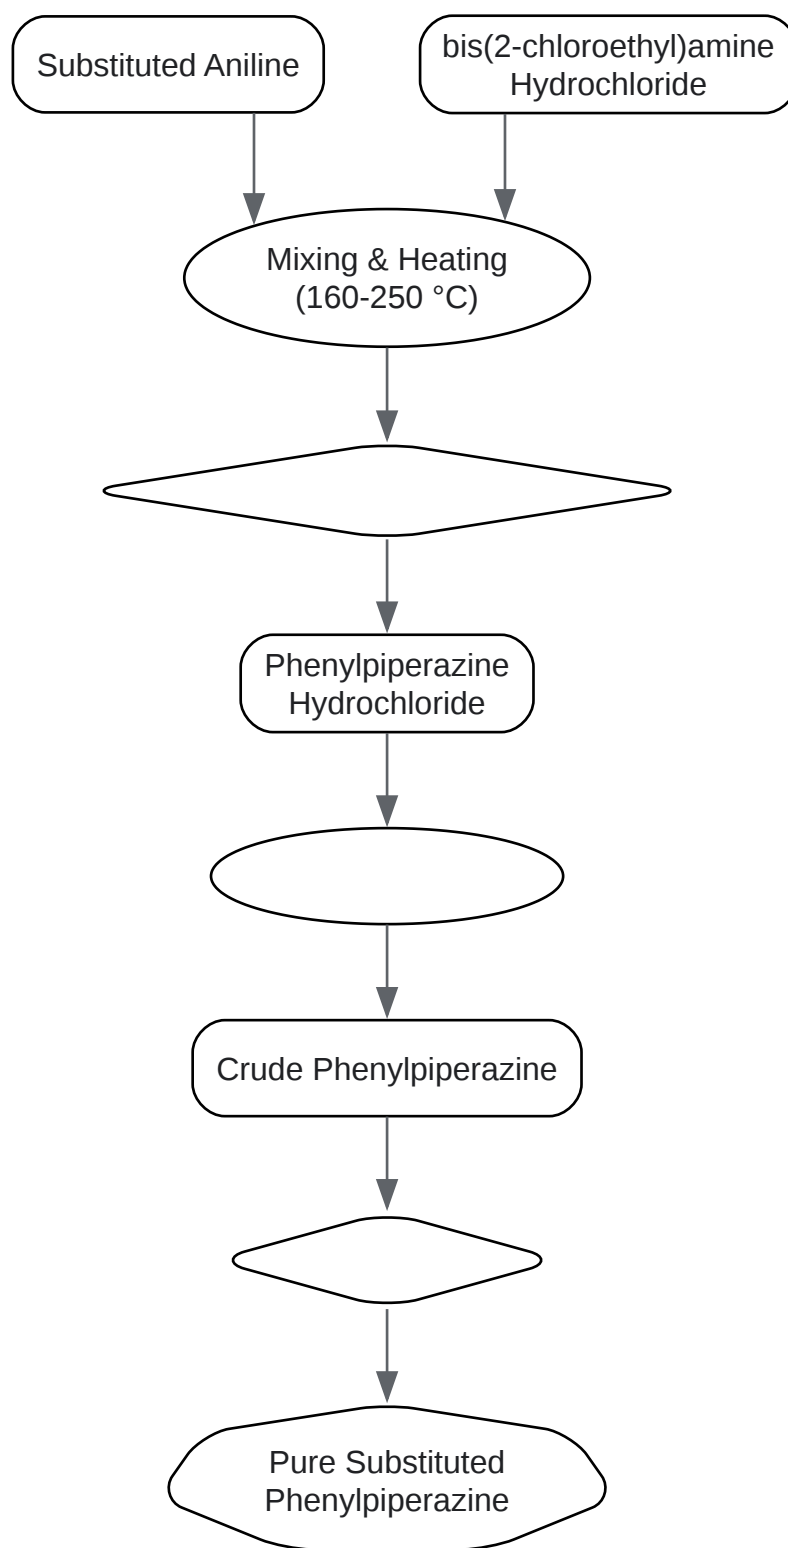 Substituted Aniline
bis(2-chloroethyl)amine
Hydrochloride
Mixing & Heating
(160-250 °C)
Phenylpiperazine
Hydrochloride
Crude Phenylpiperazine
Pure Substituted
Phenylpiperazine